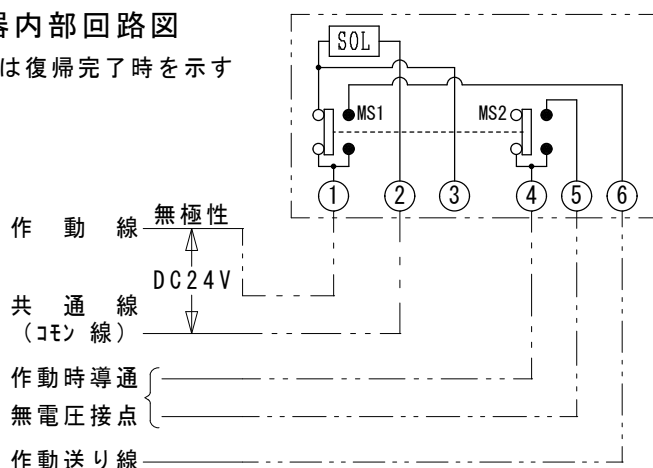 器内部回路図
は復帰完了時を示す
SOL
MS1
MS2
① ② ③ ④ ⑤ ⑥
作動線 無極性
DC24V
共通線
(コモン線)
作動時導通
無電圧接点
作動送り線